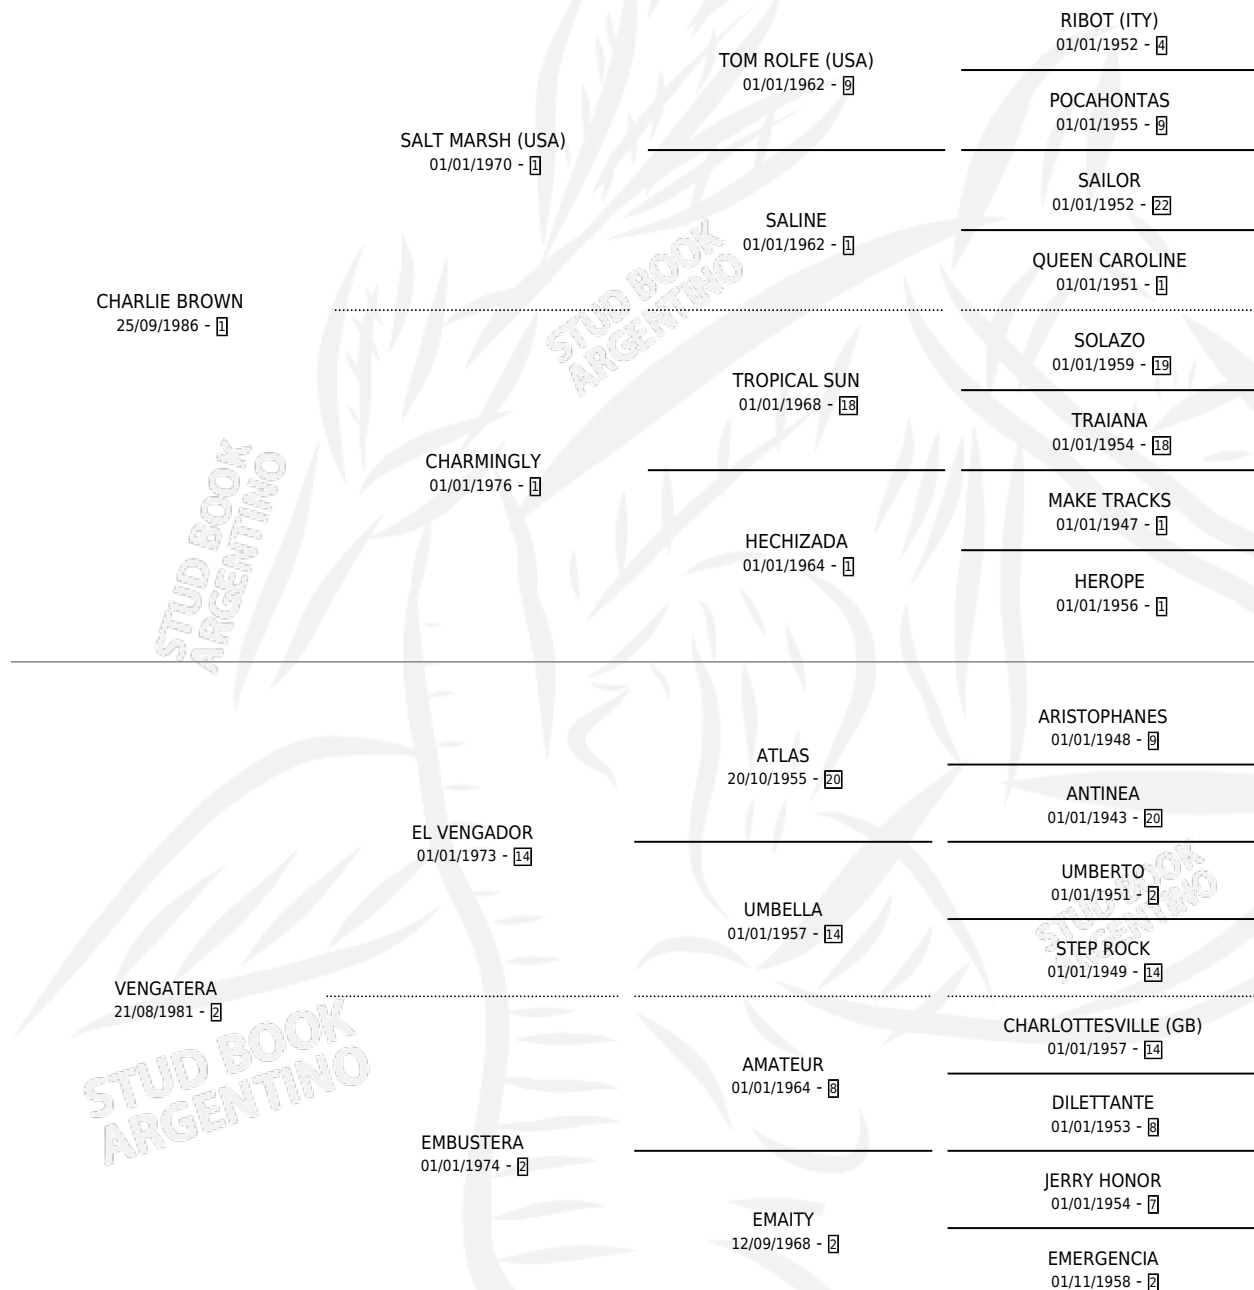 CHARLIE BROWN
25/09/1986 - 1
SALT MARSH (USA)
01/01/1970 - 1
TOM ROLFE (USA)
01/01/1962 - 9
RIBOT (ITY)
01/01/1952 - 4
POCAHONTAS
01/01/1955 - 9
SALINE
01/01/1962 - 1
SAILOR
01/01/1952 - 22
QUEEN CAROLINE
01/01/1951 - 1
CHARMINGLY
01/01/1976 - 1
TROPICAL SUN
01/01/1968 - 18
SOLAZO
01/01/1959 - 19
TRAIANA
01/01/1954 - 18
HECHIZADA
01/01/1964 - 1
MAKE TRACKS
01/01/1947 - 1
HEROPE
01/01/1956 - 1
VENGATERA
21/08/1981 - 2
EL VENGADOR
01/01/1973 - 14
ATLAS
20/10/1955 - 20
ARISTOPHANES
01/01/1948 - 9
ANTINEA
01/01/1943 - 20
UMBELLA
01/01/1957 - 14
UMBERTO
01/01/1951 - 2
STEP ROCK
01/01/1949 - 14
EMBUSTERA
01/01/1974 - 2
AMATEUR
01/01/1964 - 8
CHARLOTTESVILLE (GB)
01/01/1957 - 14
DILETTANTE
01/01/1953 - 8
EMAITY
12/09/1968 - 2
JERRY HONOR
01/01/1954 - 7
EMERGENCIA
01/11/1958 - 2
STUD BOOK
ARGENTINO
STUD BOOK
ARGENTINO
STUD BOOK
ARGENTINO
STUD BOOK
ARGENTINO